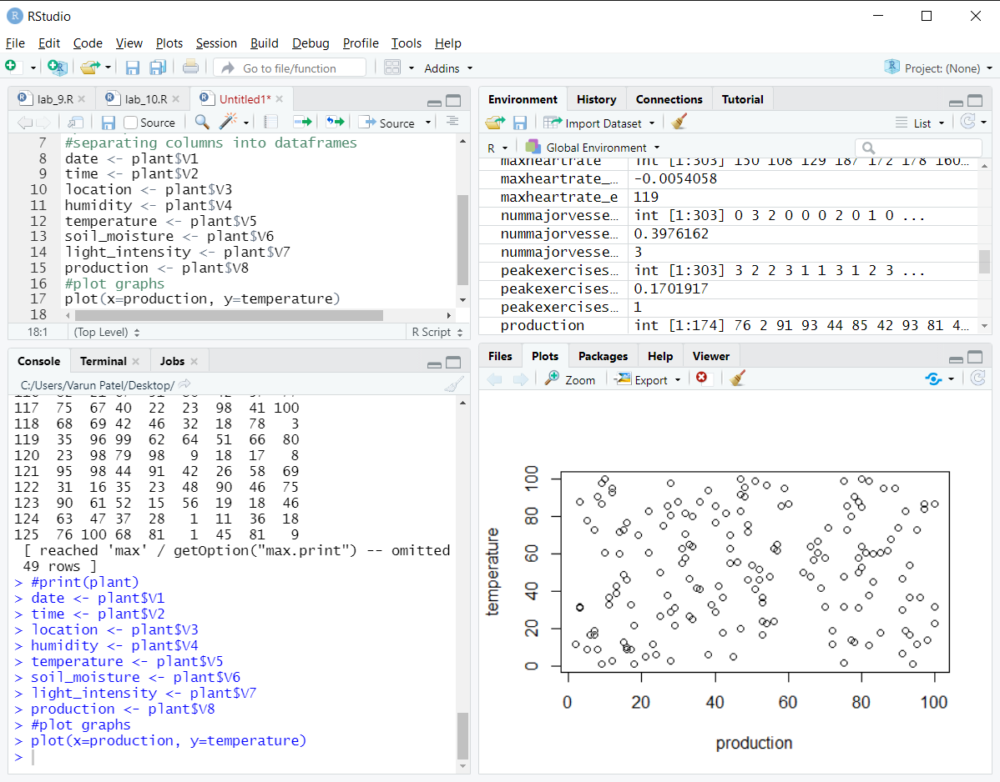 RStudio
File Edit Code View Plots Session Build Debug Profile Tools Help
Go to file/function Addins Project: (None)
lab_9.R lab_10.R Untitled1*
Source Source
7 #separating columns into dataframes
8 date <- plant$V1
9 time <- plant$V2
10 location <- plant$V3
11 humidity <- plant$V4
12 temperature <- plant$V5
13 soil_moisture <- plant$V6
14 light_intensity <- plant$V7
15 production <- plant$V8
16 #plot graphs
17 plot(x=production, y=temperature)
18
18:1 (Top Level) R Script
Console Terminal Jobs
C:/Users/Varun Patel/Desktop/
117 75 67 40 22 23 98 41 100
118 68 69 42 46 32 18 78 3
119 35 96 99 62 64 51 66 80
120 23 98 79 98 9 18 17 8
121 95 98 44 91 42 26 58 69
122 31 16 35 23 48 90 46 75
123 90 61 52 15 56 19 18 46
124 63 47 37 28 1 11 36 18
125 76 100 68 81 1 45 81 9
[ reached 'max' / getOption("max.print") -- omitted
49 rows ]
> #print(plant)
> date <- plant$V1
> time <- plant$V2
> location <- plant$V3
> humidity <- plant$V4
> temperature <- plant$V5
> soil_moisture <- plant$V6
> light_intensity <- plant$V7
> production <- plant$V8
> #plot graphs
> plot(x=production, y=temperature)
>
Environment History Connections Tutorial
Import Dataset List
R Global Environment
maxheartrate int [1:303] 150 108 129 187 172 178 160...
maxheartrate_... -0.0054058
maxheartrate_e 119
nummajorvesse... int [1:303] 0 3 2 0 0 0 2 0 1 0 ...
nummajorvesse... 0.3976162
nummajorvesse... 3
peakexercises... int [1:303] 3 2 2 3 1 1 3 1 2 3 ...
peakexercises... 0.1701917
peakexercises... 1
production int [1:174] 76 2 91 93 44 85 42 93 81 4...
Files Plots Packages Help Viewer
Zoom Export
temperature
100
80
60
40
20
0
0 20 40 60 80 100
production